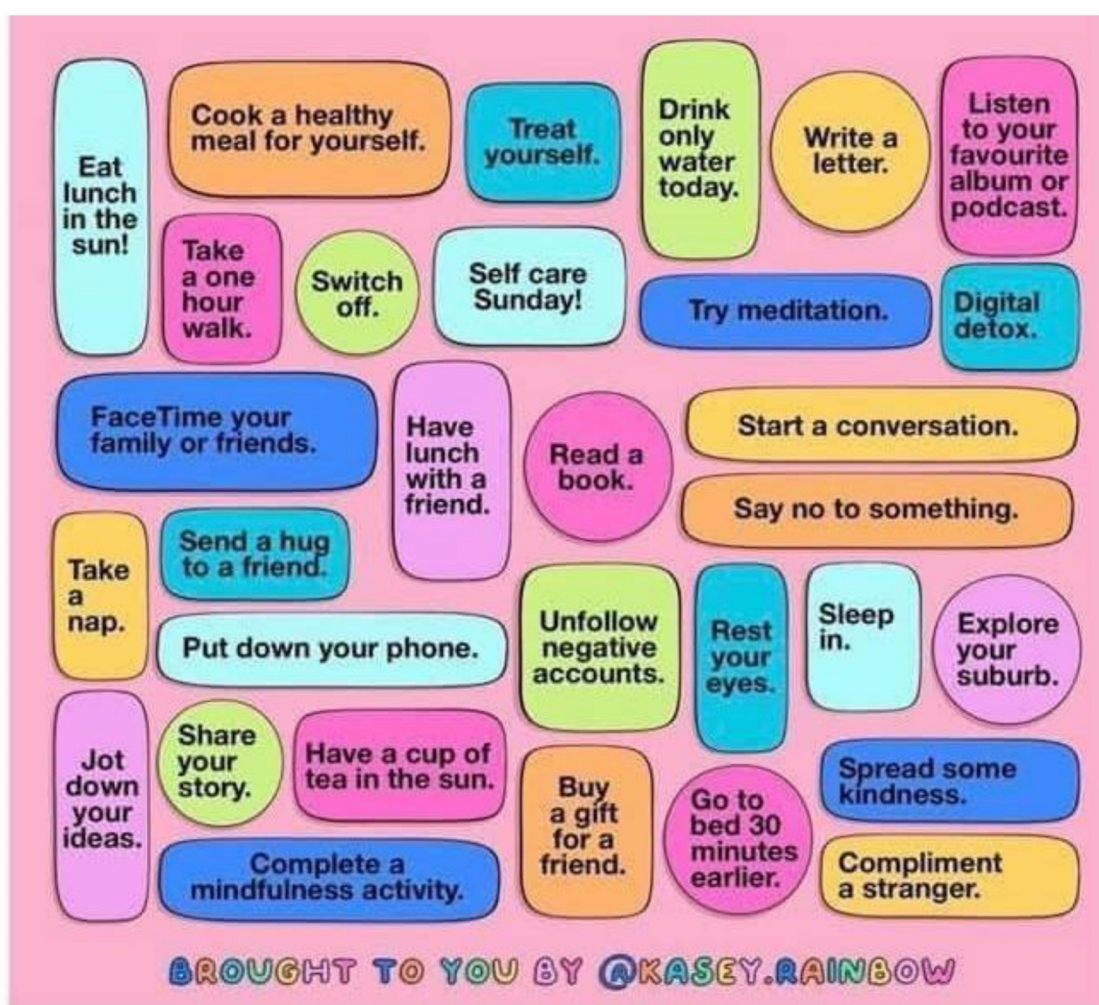 Eat
lunch
in the
sun!
Cook a healthy
meal for yourself.
Treat
yourself.
Drink
only
water
today.
Write a
letter.
Listen
to your
favourite
album or
podcast.
Take
a one
hour
walk.
Switch
off.
Self care
Sunday!
Try meditation.
Digital
detox.
FaceTime your
family or friends.
Have
lunch
with a
friend.
Read a
book.
Start a conversation.
Say no to something.
Take
a
nap.
Send a hug
to a friend.
Put down your phone.
Unfollow
negative
accounts.
Rest
your
eyes.
Sleep
in.
Explore
your
suburb.
Jot
down
your
ideas.
Share
your
story.
Have a cup of
tea in the sun.
Complete a
mindfulness activity.
Buy
a gift
for a
friend.
Go to
bed 30
minutes
earlier.
Spread some
kindness.
Compliment
a stranger.
BROUGHT TO YOU BY @KASEY.RAINBOW